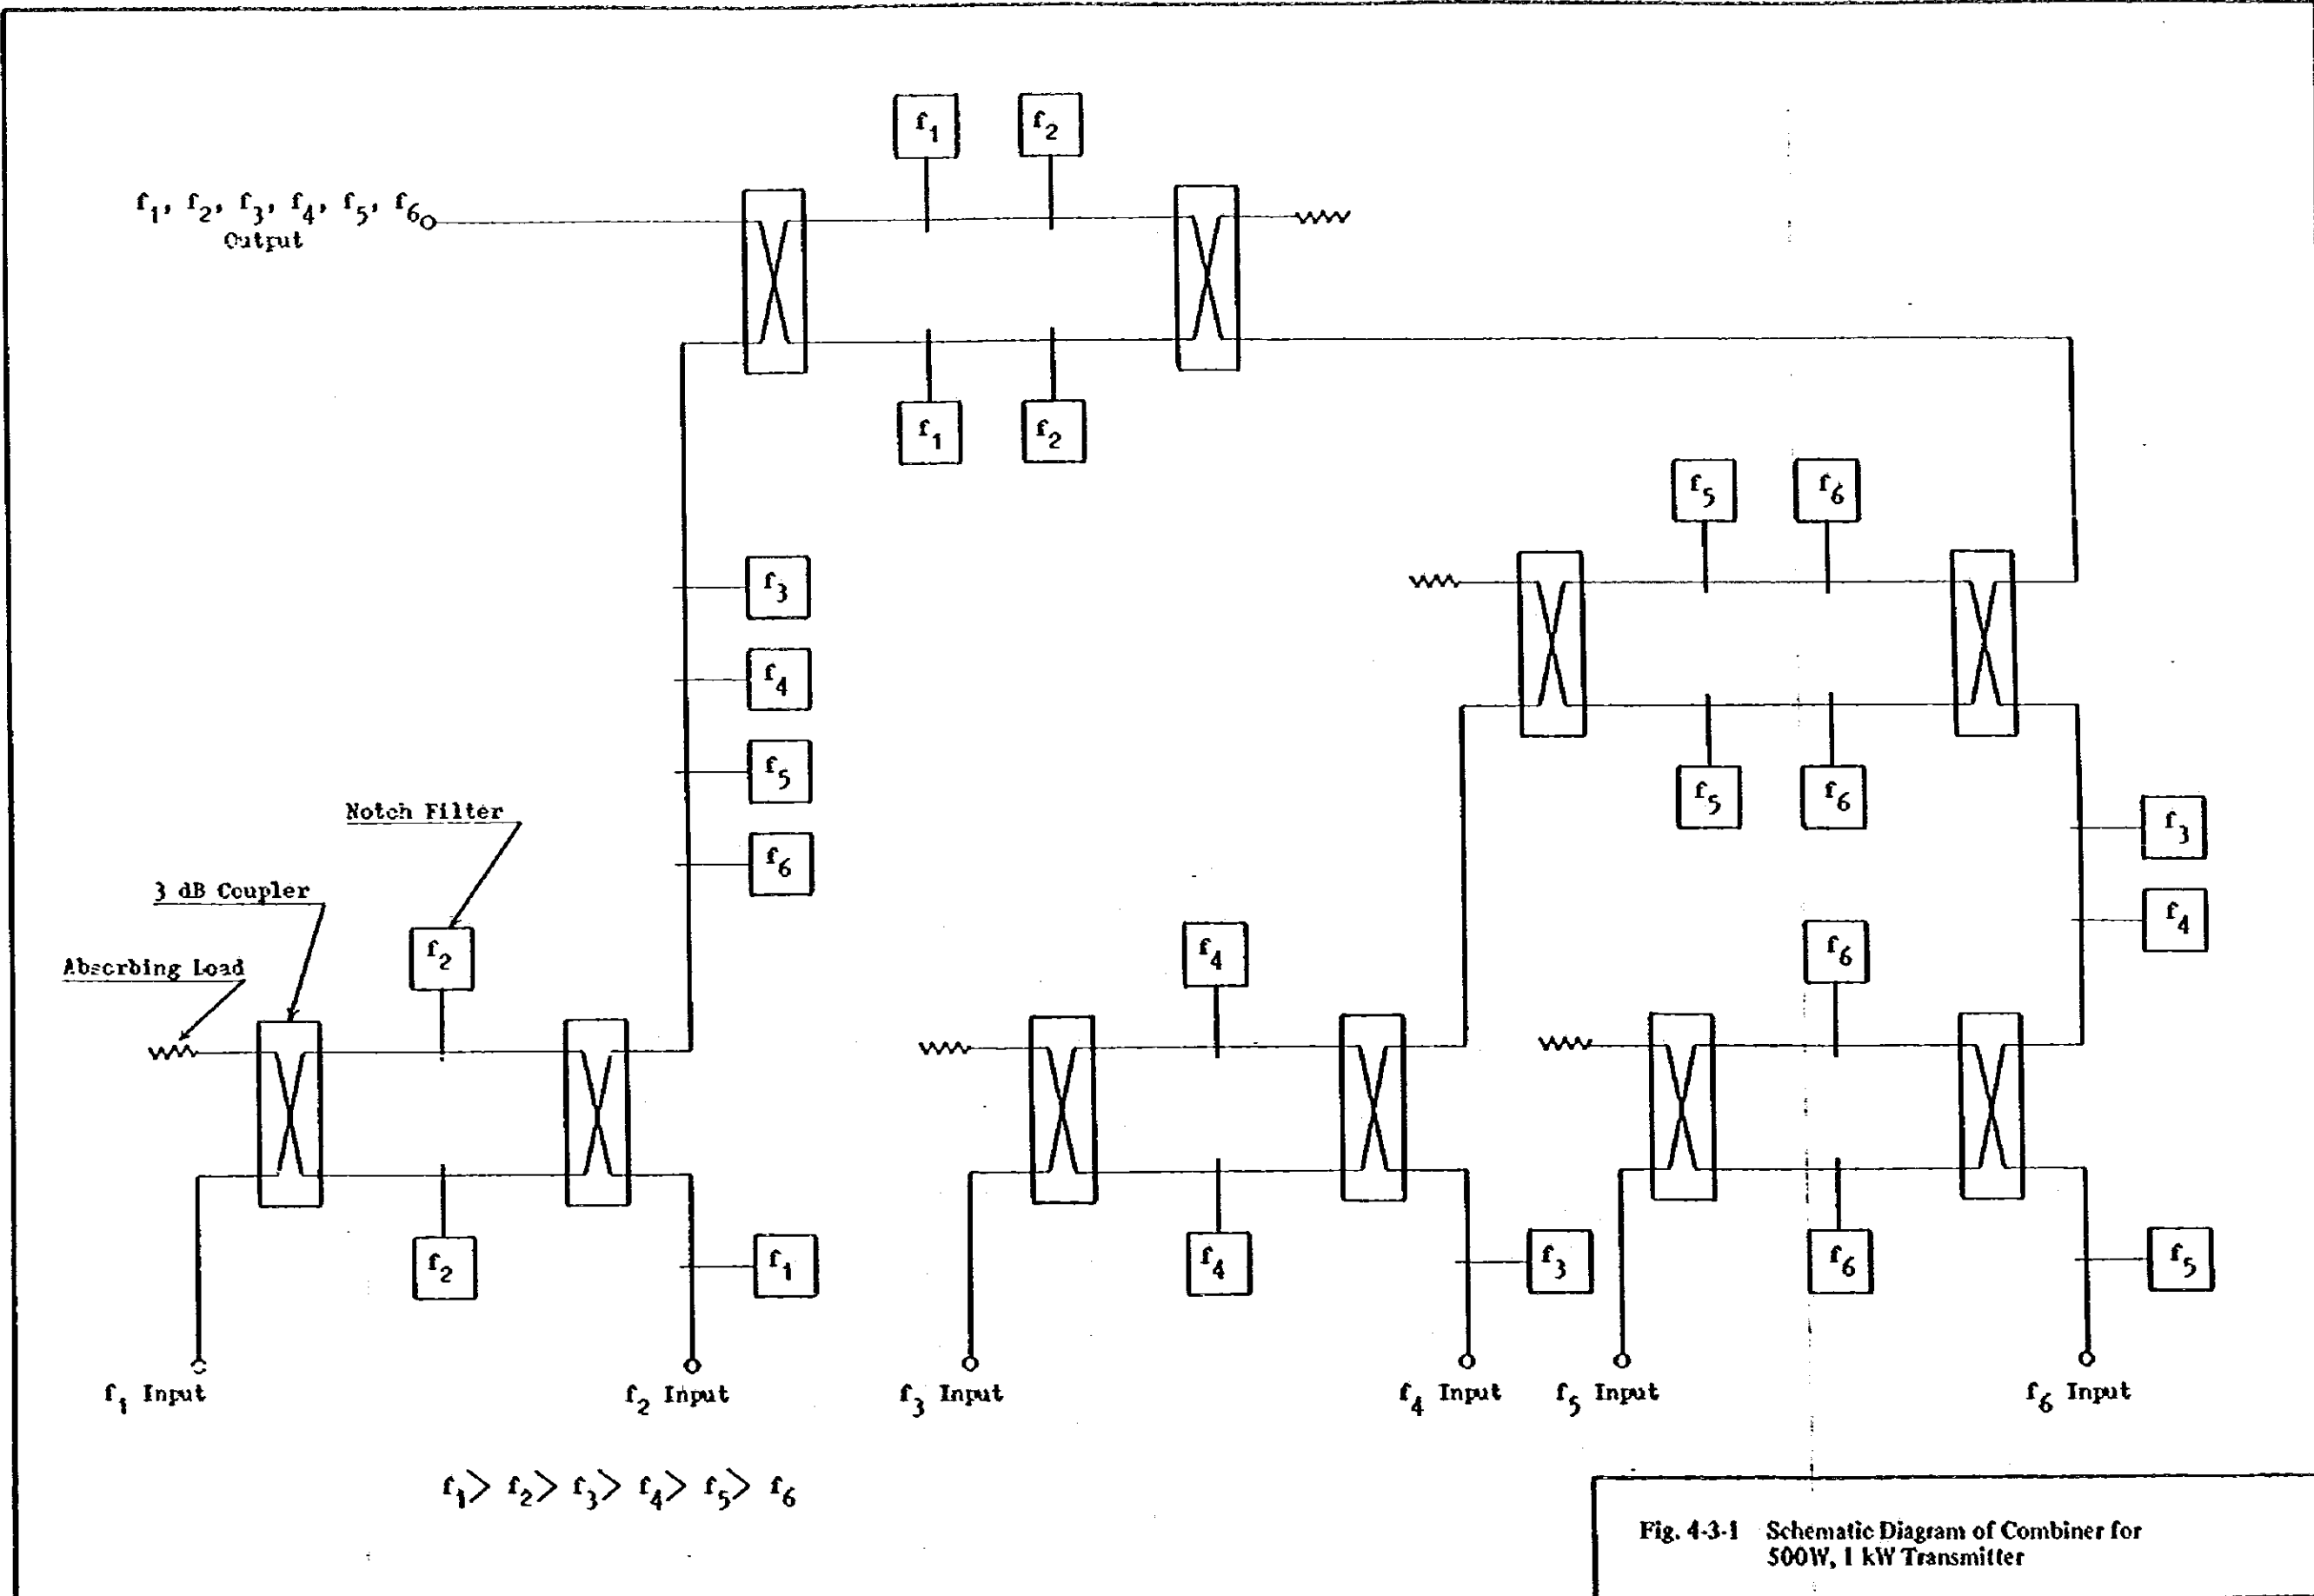 f1 f2
f1, f2, f3, f4, f5, f6
Output
f1 f2
f5 f6
f3
f4
f5 f6
f5
Notch Filter
f3
f6
3 dB Coupler
f4
f2 f4 f6
Absorbing Load
f2 f1 f4 f3 f6 f5
f1 Input f2 Input f3 Input f4 Input f5 Input f6 Input
f1> f2> f3> f4> f5> f6
Fig. 4-3-1 Schematic Diagram of Combiner for
500W, 1 kW Transmitter